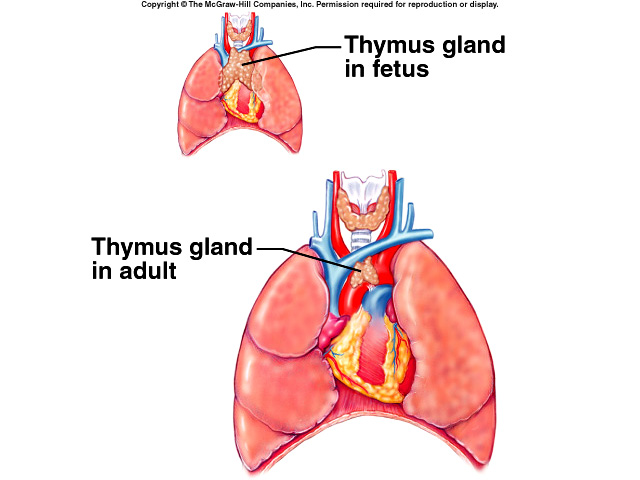 Copyright © The McGraw-Hill Companies, Inc. Permission required for reproduction or display.
Thymus gland
in fetus
Thymus gland
in adult